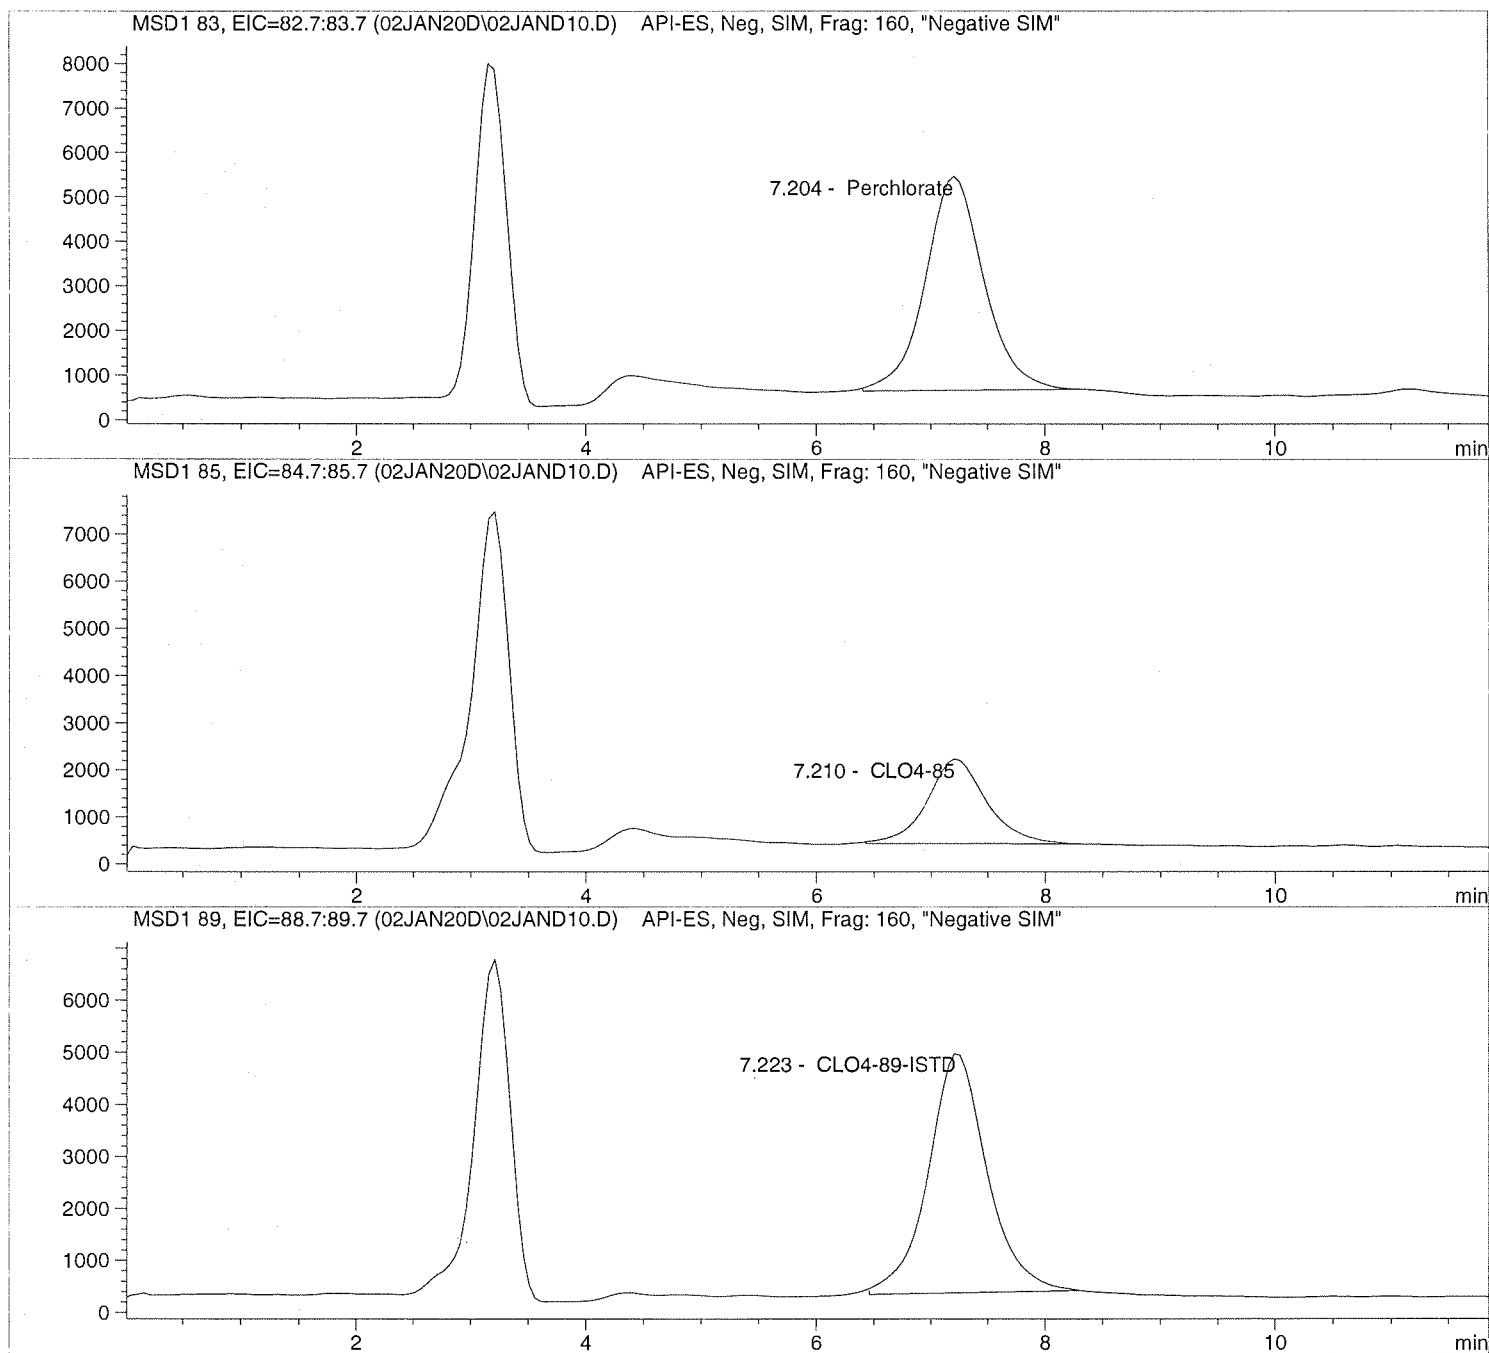 MSD1 83, EIC=82.7:83.7 (02JAN20D\02JAND10.D) API-ES, Neg, SIM, Frag: 160, "Negative SIM"
8000
7000
6000
5000
4000
3000
2000
1000
0
7.204 - Perchlorate
2 4 6 8 10 min
MSD1 85, EIC=84.7:85.7 (02JAN20D\02JAND10.D) API-ES, Neg, SIM, Frag: 160, "Negative SIM"
7000
6000
5000
4000
3000
2000
1000
0
7.210 - CLO4-85
2 4 6 8 10 min
MSD1 89, EIC=88.7:89.7 (02JAN20D\02JAND10.D) API-ES, Neg, SIM, Frag: 160, "Negative SIM"
6000
5000
4000
3000
2000
1000
0
7.223 - CLO4-89-ISTD
2 4 6 8 10 min